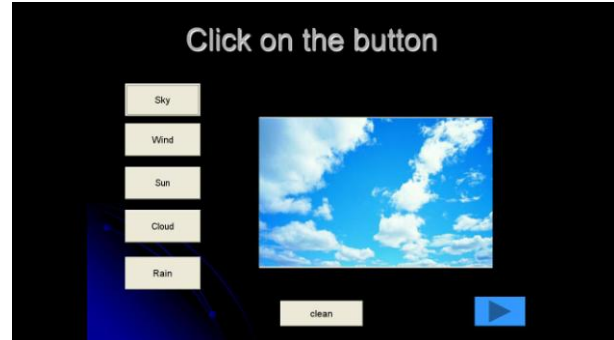 Click on the button
Sky
Wind
Sun
Cloud
Rain
clean